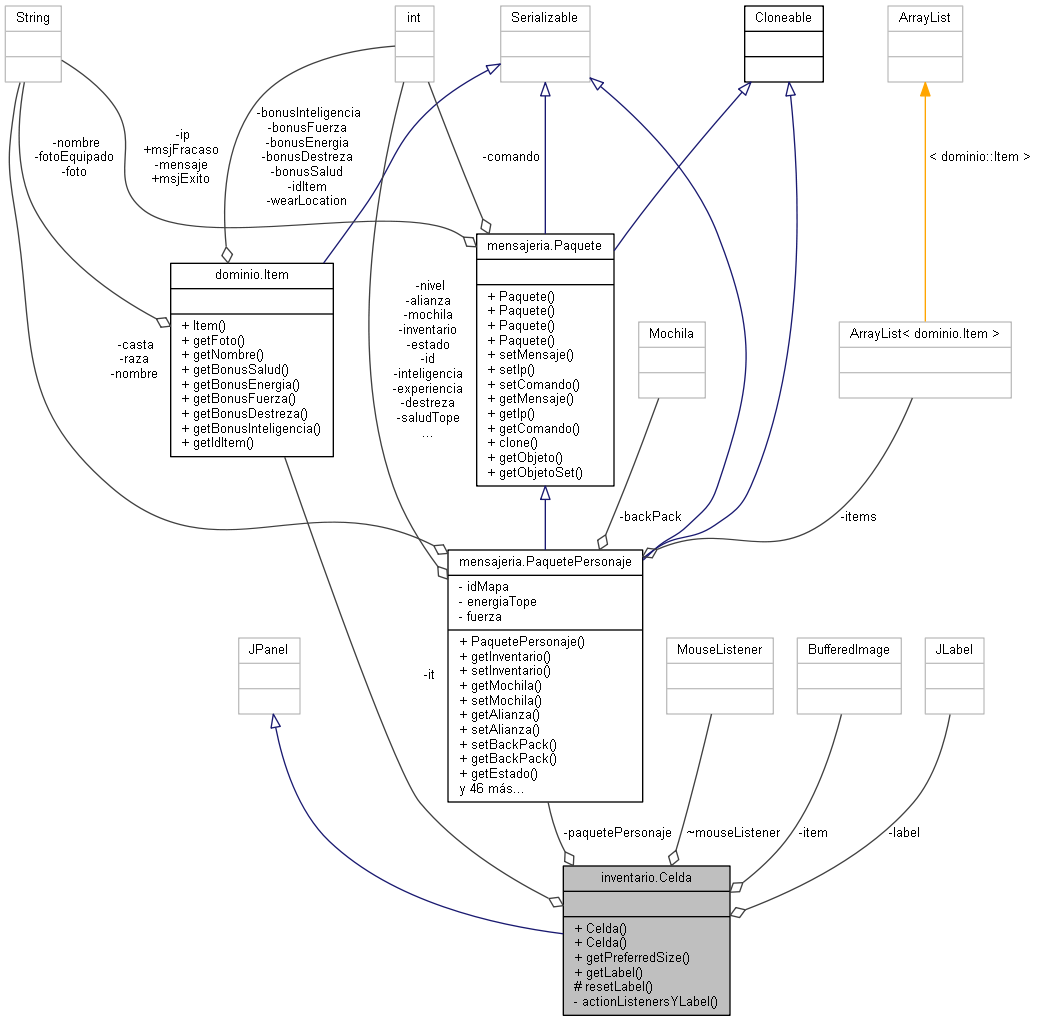 String
int
Serializable
Cloneable
ArrayList
-nombre
-fotoEquipado
-foto
-ip
+msjFracaso
-mensaje
+msjExito
-bonusInteligencia
-bonusFuerza
-bonusEnergia
-bonusDestreza
-bonusSalud
-idItem
-wearLocation
-comando
< dominio::Item >
dominio.Item
+ Item()
+ getFoto()
+ getNombre()
+ getBonusSalud()
+ getBonusEnergia()
+ getBonusFuerza()
+ getBonusDestreza()
+ getBonusInteligencia()
+ getIdItem()
mensajeria.Paquete
+ Paquete()
+ Paquete()
+ Paquete()
+ Paquete()
+ setMensaje()
+ setIp()
+ setComando()
+ getMensaje()
+ getIp()
+ getComando()
+ clone()
+ getObjeto()
+ getObjetoSet()
Mochila
ArrayList< dominio.Item >
-casta
-raza
-nombre
-nivel
-alianza
-mochila
-inventario
-estado
-id
-inteligencia
-experiencia
-destreza
-saludTope
...
-backPack
-items
mensajeria.PaquetePersonaje
- idMapa
- energiaTope
- fuerza
+ PaquetePersonaje()
+ getInventario()
+ setInventario()
+ getMochila()
+ setMochila()
+ getAlianza()
+ setAlianza()
+ setBackPack()
+ getBackPack()
+ getEstado()
y 46 más...
JPanel
-it
MouseListener
BufferedImage
JLabel
-paquetePersonaje
~mouseListener
-item
-label
inventario.Celda
+ Celda()
+ Celda()
+ getPreferredSize()
+ getLabel()
# resetLabel()
- actionListenersYLabel()